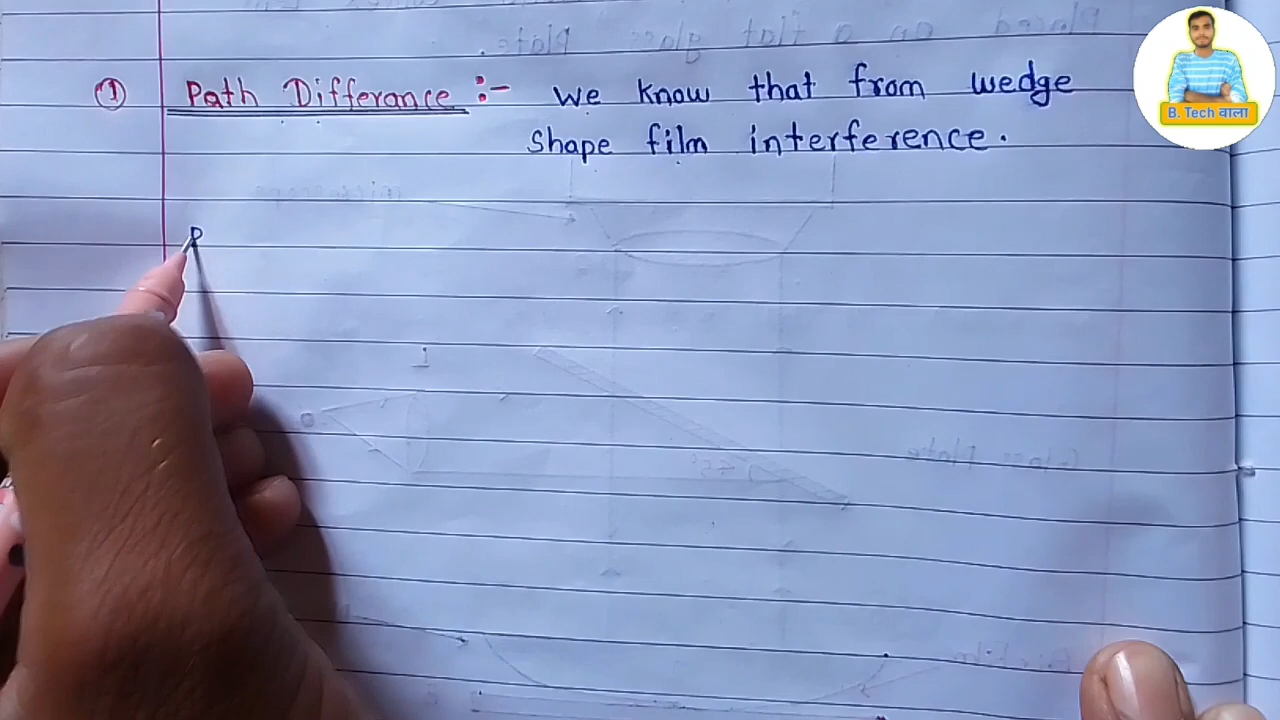 ① Path Differance :- We know that from wedge
Shape film interference.
P
B. Tech वाला